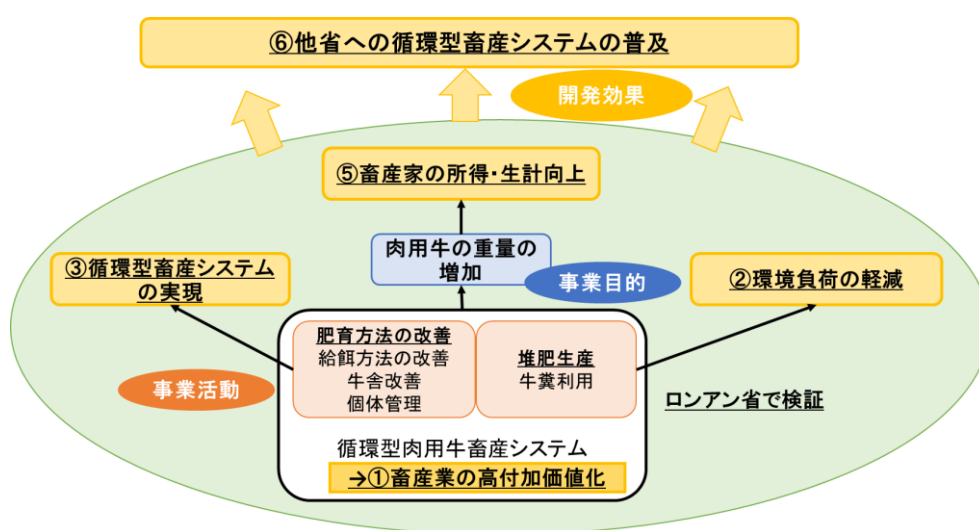 ⑥他省への循環型畜産システムの普及
開発効果
⑤畜産家の所得・生計向上
肉用牛の重量の
増加
事業目的
③循環型畜産システム
の実現
②環境負荷の軽減
肥育方法の改善
給餌方法の改善
牛舎改善
個体管理
堆肥生産
牛糞利用
事業活動
ロンアン省で検証
循環型肉用牛畜産システム
→①畜産業の高付加価値化